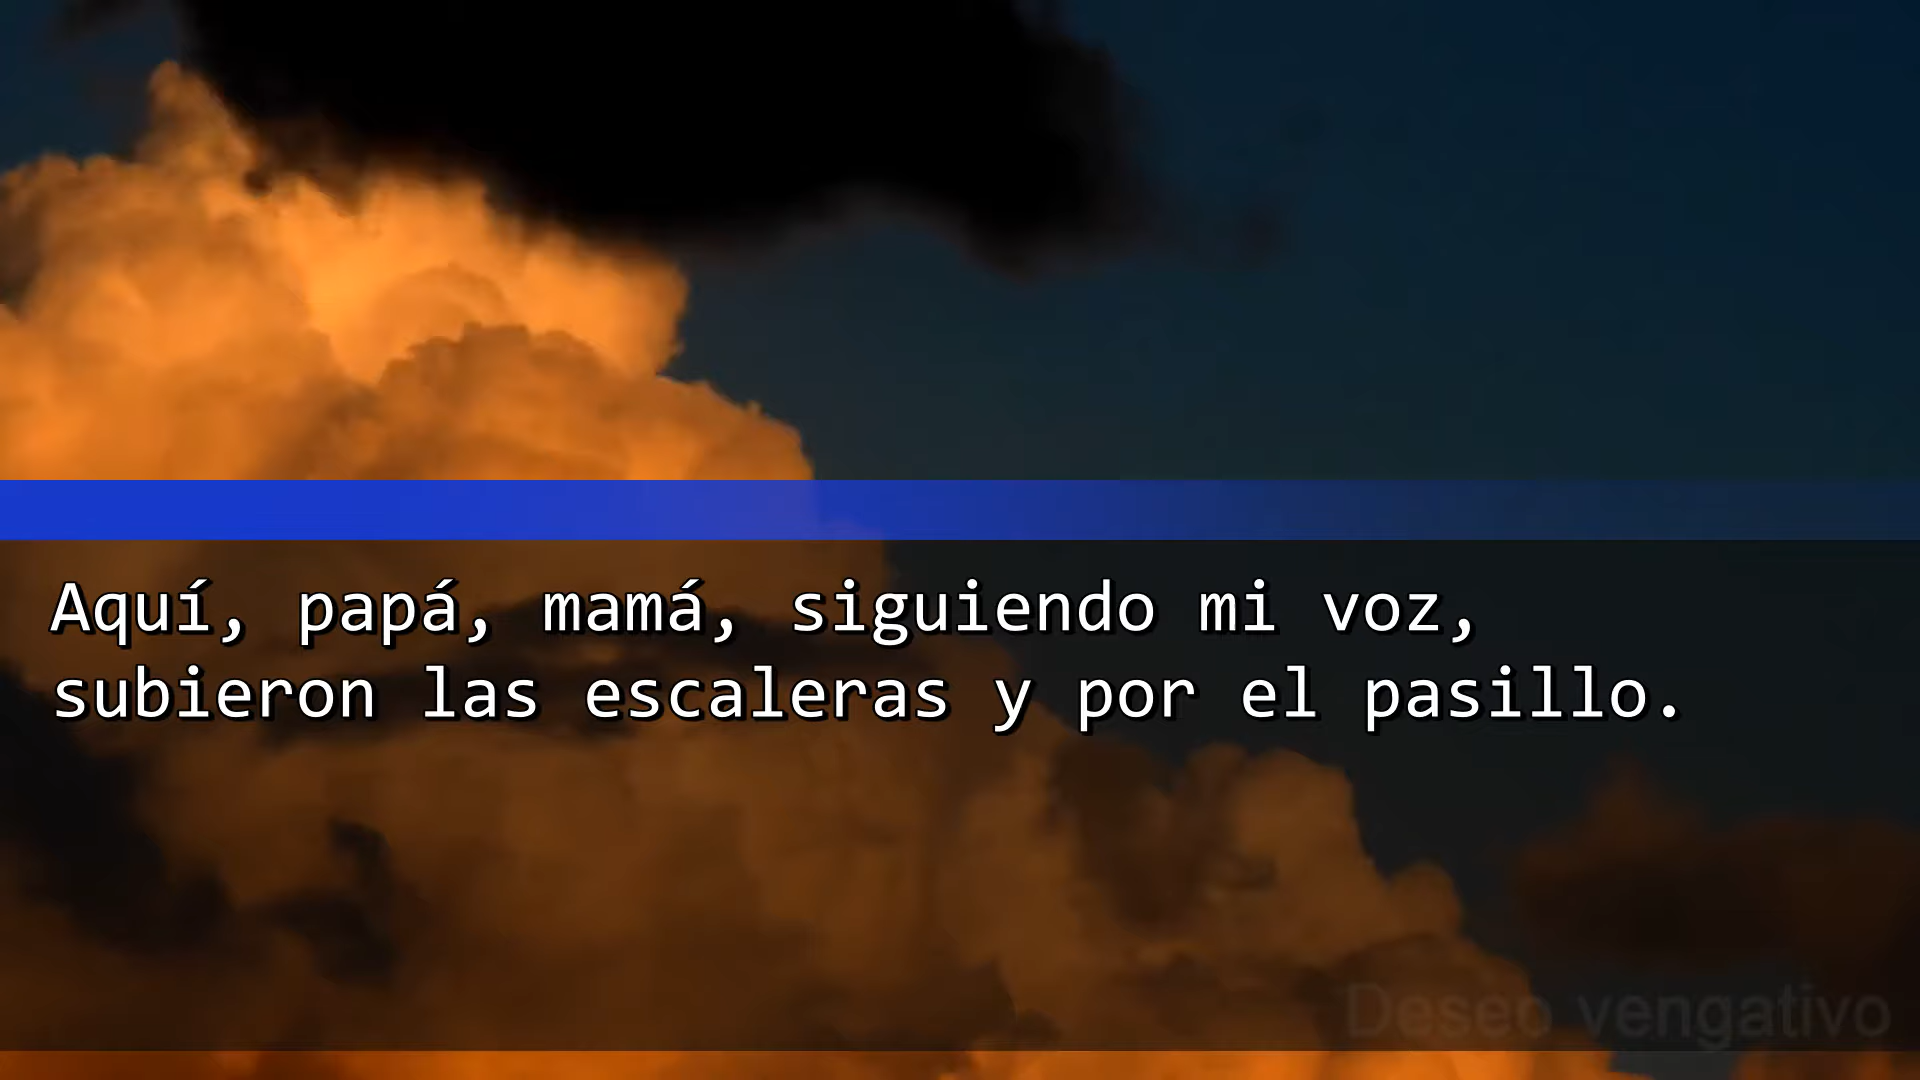 Aquí, papá, mamá, siguiendo mi voz,
subieron las escaleras y por el pasillo.
Deseo vengativo